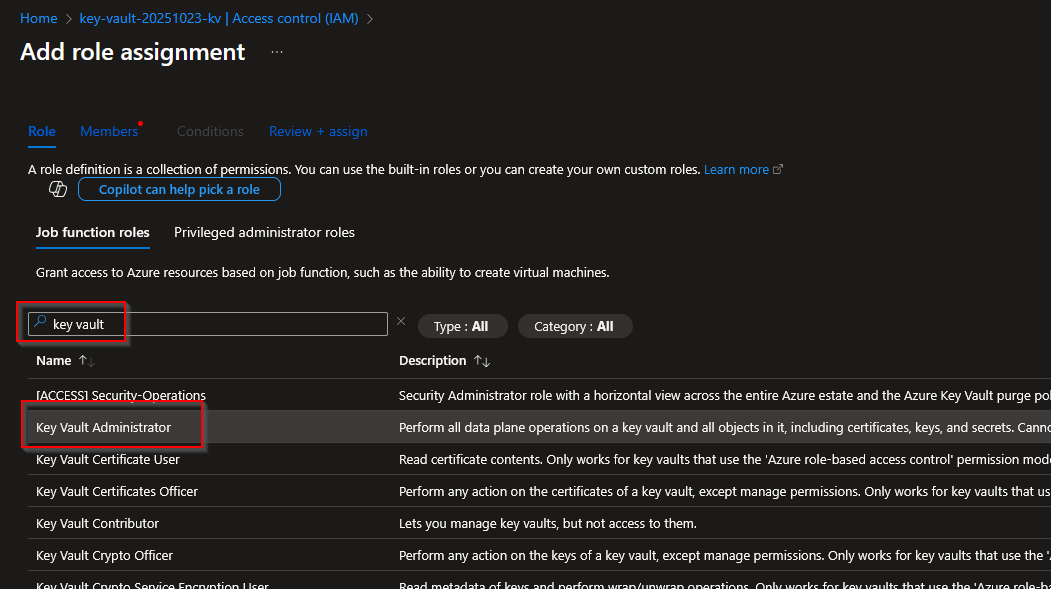 Home > key-vault-20251023-kv | Access control (IAM) >
Add role assignment ...
Role Members Conditions Review + assign
A role definition is a collection of permissions. You can use the built-in roles or you can create your own custom roles. Learn more
Copilot can help pick a role
Job function roles Privileged administrator roles
Grant access to Azure resources based on job function, such as the ability to create virtual machines.
key vault Type : All Category : All
Name ↑↓ Description ↑↓
[ACCESS] Security-Operations Security Administrator role with a horizontal view across the entire Azure estate and the Azure Key Vault purge pol
Key Vault Administrator Perform all data plane operations on a key vault and all objects in it, including certificates, keys, and secrets. Canno
Key Vault Certificate User Read certificate contents. Only works for key vaults that use the 'Azure role-based access control' permission mode
Key Vault Certificates Officer Perform any action on the certificates of a key vault, except manage permissions. Only works for key vaults that us
Key Vault Contributor Lets you manage key vaults, but not access to them.
Key Vault Crypto Officer Perform any action on the keys of a key vault, except manage permissions. Only works for key vaults that use the 'A
Key Vault Crypto Service Encryption User Read metadata of keys and perform wrap/unwrap operations. Only works for key vaults that use the 'Azure role-ba